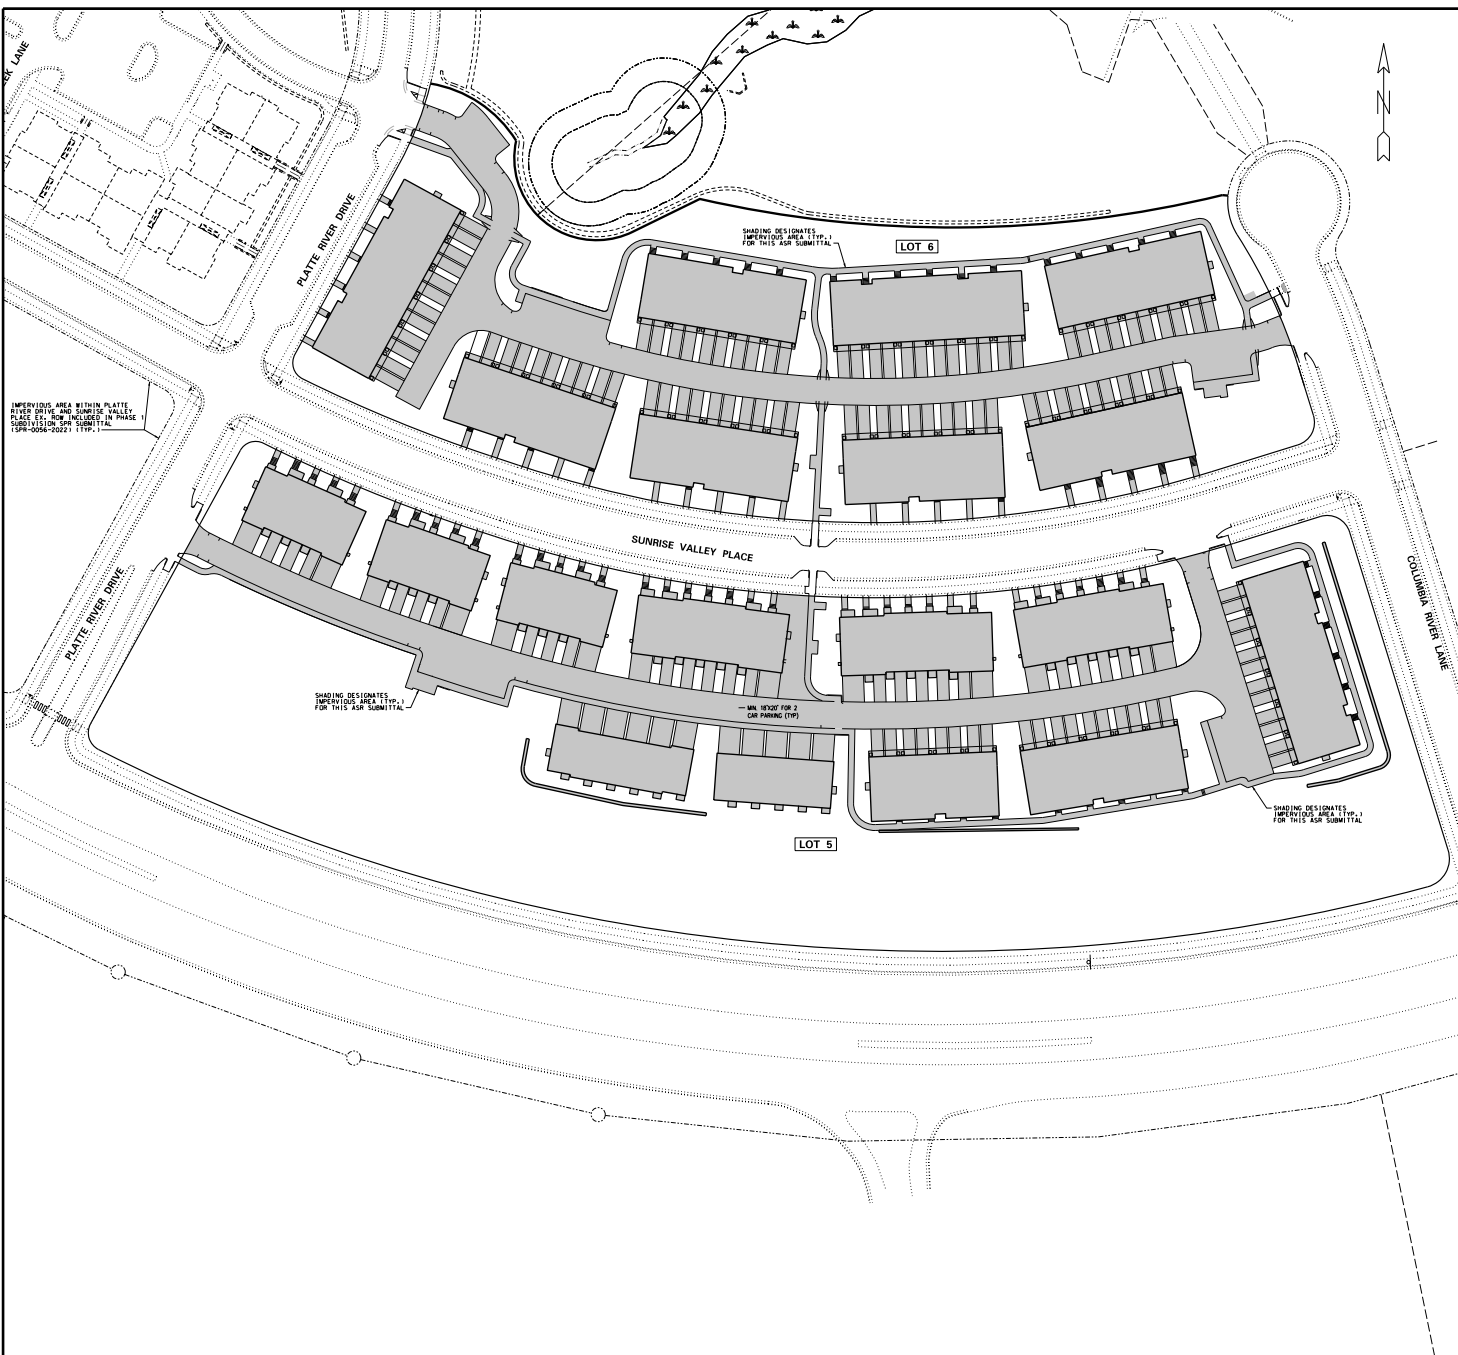 EK LANE
N
PLATTE RIVER DRIVE
SHADING DESIGNATES
IMPERVIOUS AREA (TYP.)
FOR THIS ASR SUBMITTAL
LOT 6
IMPERVIOUS AREA WITHIN PLATTE
RIVER DRIVE AND SUNRISE VALLEY
PLACE EX. ROW INCLUDED IN PHASE 1
SUBDIVISION SPR SUBMITTAL
(SPR-0056-2022) (TYP.)
SUNRISE VALLEY PLACE
PLATTE RIVER DRIVE
COLUMBIA RIVER LANE
SHADING DESIGNATES
IMPERVIOUS AREA (TYP.)
FOR THIS ASR SUBMITTAL
MIN. 18'X20' FOR 2
CAR PARKING (TYP)
SHADING DESIGNATES
IMPERVIOUS AREA (TYP.)
FOR THIS ASR SUBMITTAL
LOT 5